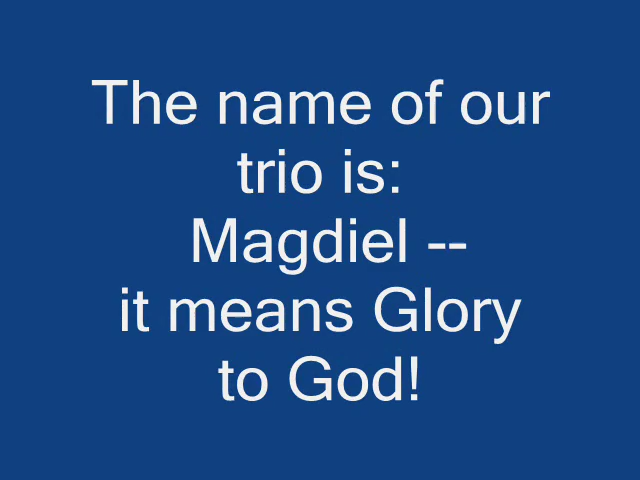 The name of our
trio is:
Magdiel --
it means Glory
to God!